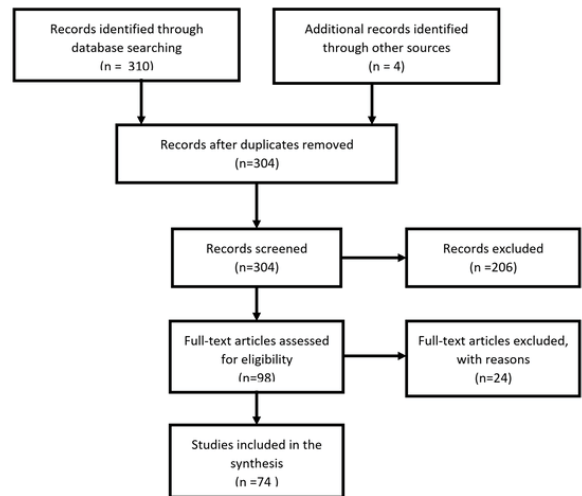 Records identified through
database searching
(n = 310)
Additional records identified
through other sources
(n = 4)
Records after duplicates removed
(n=304)
Records screened
(n=304)
Records excluded
(n =206)
Full-text articles assessed
for eligibility
(n=98)
Full-text articles excluded,
with reasons
(n=24)
Studies included in the
synthesis
(n =74 )